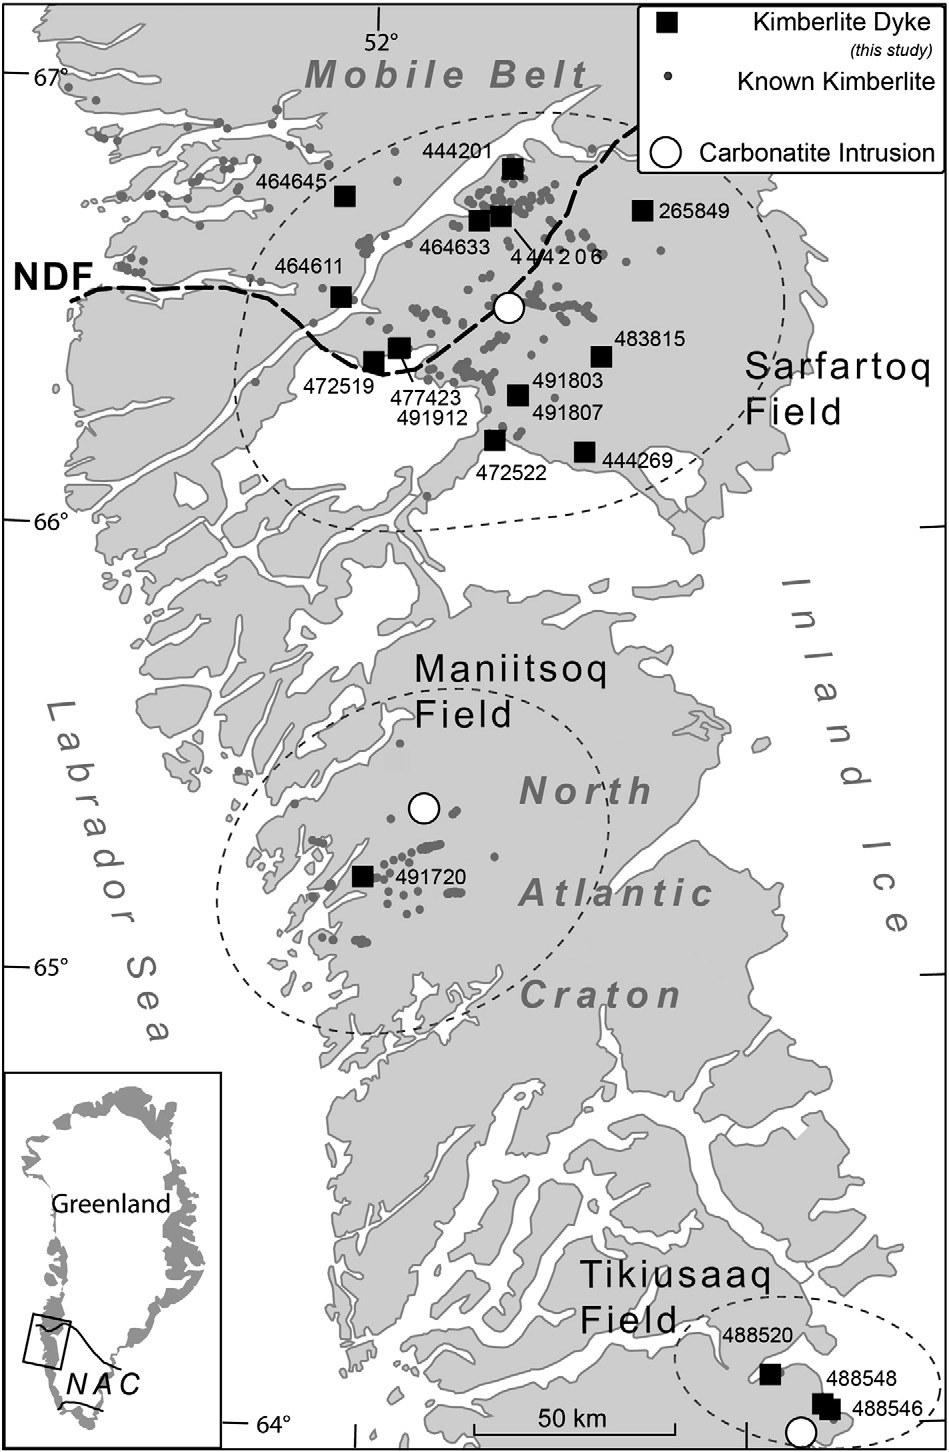 52°
67°
Mobile Belt
Kimberlite Dyke
(this study)
Known Kimberlite
Carbonatite Intrusion
444201
464645
265849
464633
444206
464611
NDF
483815
Sarfartoq
Field
472519
477423
491912
491803
491807
472522
444269
66°
Inland Ice
Maniitsoq
Field
Labrador Sea
North
491720
Atlantic
65°
Craton
Greenland
NAC
Tikiusaaq
Field
488520
488548
488546
50 km
64°